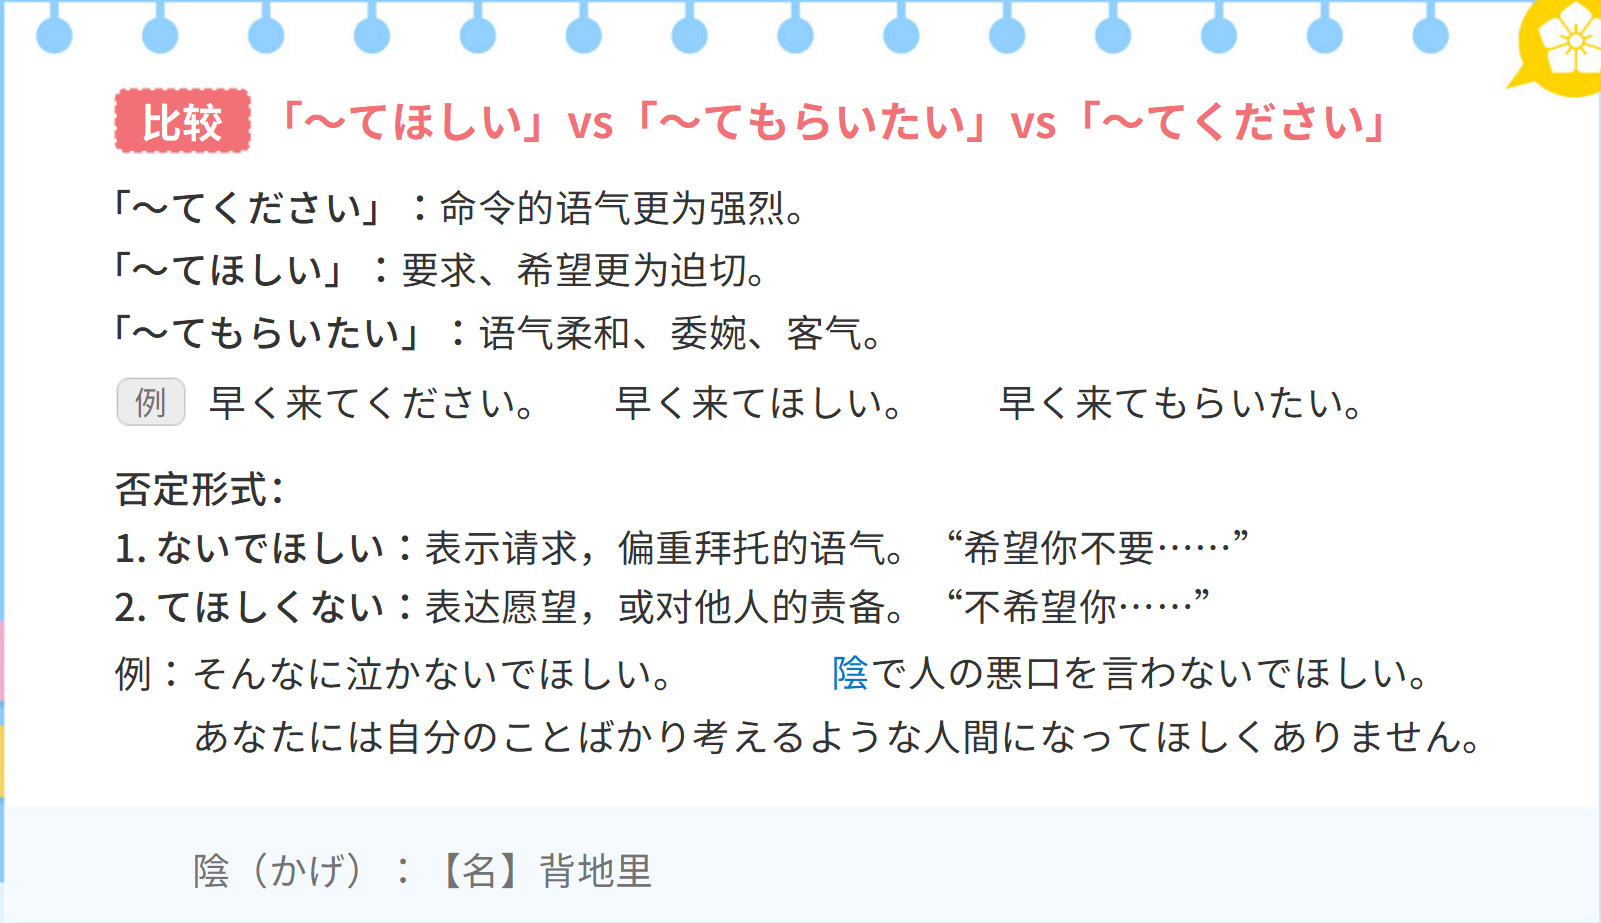 比较 「～てほしい」vs「～てもらいたい」vs「～てください」
「～てください」：命令的语气更为强烈。
「～てほしい」：要求、希望更为迫切。
「～てもらいたい」：语气柔和、委婉、客气。
例 早く来てください。 早く来てほしい。 早く来てもらいたい。
否定形式：
1. ないでほしい：表示请求，偏重拜托的语气。“希望你不要……”
2. てほしくない：表达愿望，或对他人的责备。“不希望你……”
例：そんなに泣かないでほしい。 陰で人の悪口を言わないでほしい。
あなたには自分のことばかり考えるような人間になってほしくありません。
陰（かげ）：【名】背地里